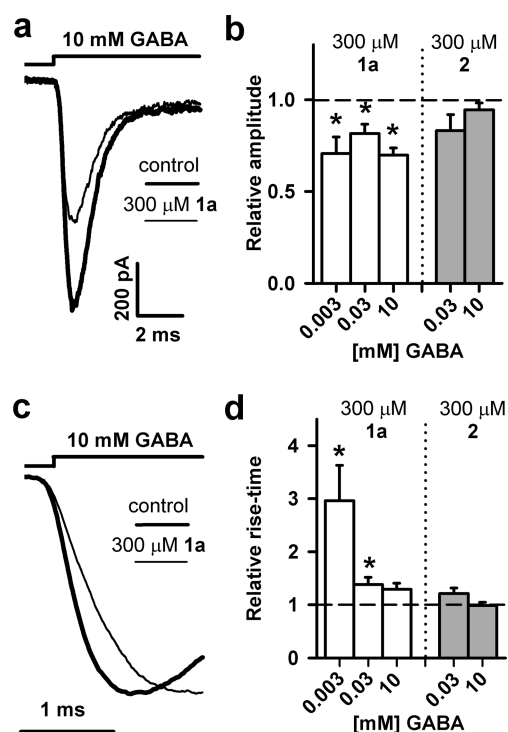 a
10 mM GABA
control
300 μM 1a
200 pA
2 ms
b
300 μM
1a
300 μM
2
Relative amplitude
1.0
0.5
0.0
0.003
0.03
10
0.03
10
[mM] GABA
* * *
c
10 mM GABA
control
300 μM 1a
1 ms
d
300 μM
1a
300 μM
2
Relative rise-time
4
3
2
1
0
* *
0.003
0.03
10
0.03
10
[mM] GABA